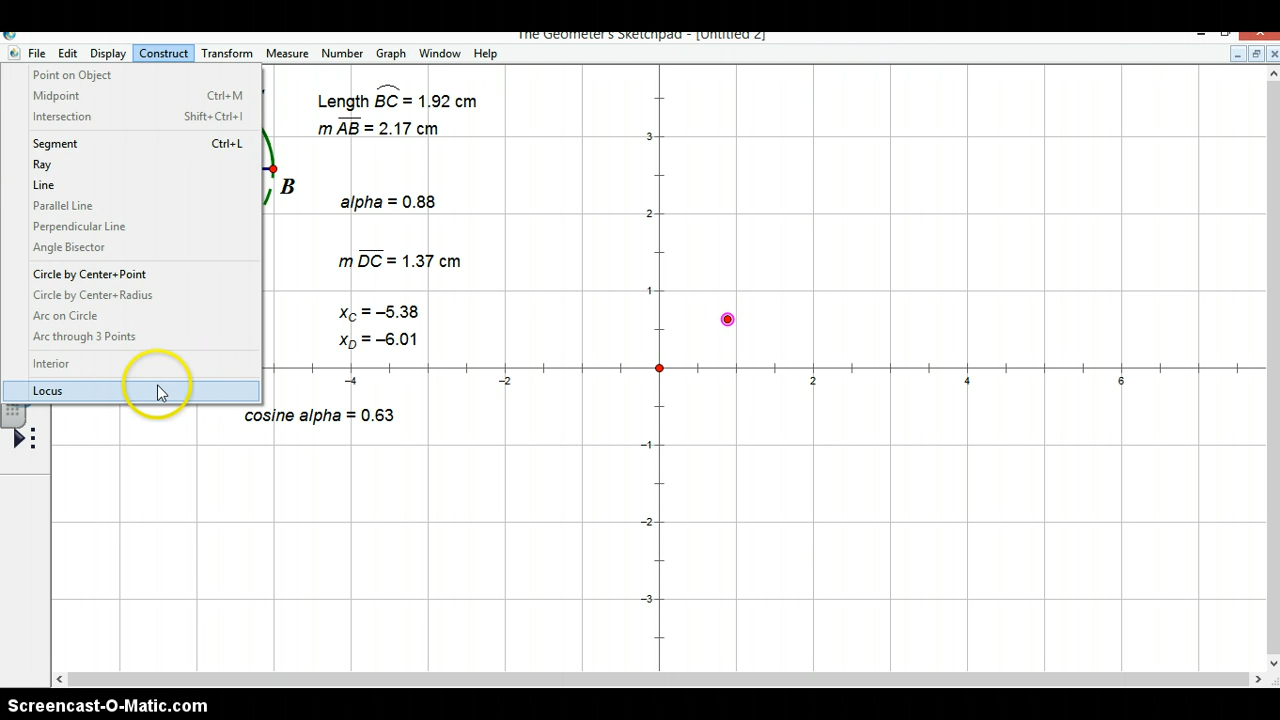 The Geometer's Sketchpad - [Untitled 2]
File Edit Display Construct Transform Measure Number Graph Window Help
Point on Object
Midpoint Ctrl+M
Intersection Shift+Ctrl+I
Segment Ctrl+L
Ray
Line
Parallel Line
Perpendicular Line
Angle Bisector
Circle by Center+Point
Circle by Center+Radius
Arc on Circle
Arc through 3 Points
Interior
Locus
B
Length BC = 1.92 cm
m AB = 2.17 cm
alpha = 0.88
m DC = 1.37 cm
xC = –5.38
xD = –6.01
cosine alpha = 0.63
3
2
1
–4 –2 2 4 6
–1
–2
–3
Screencast-O-Matic.com